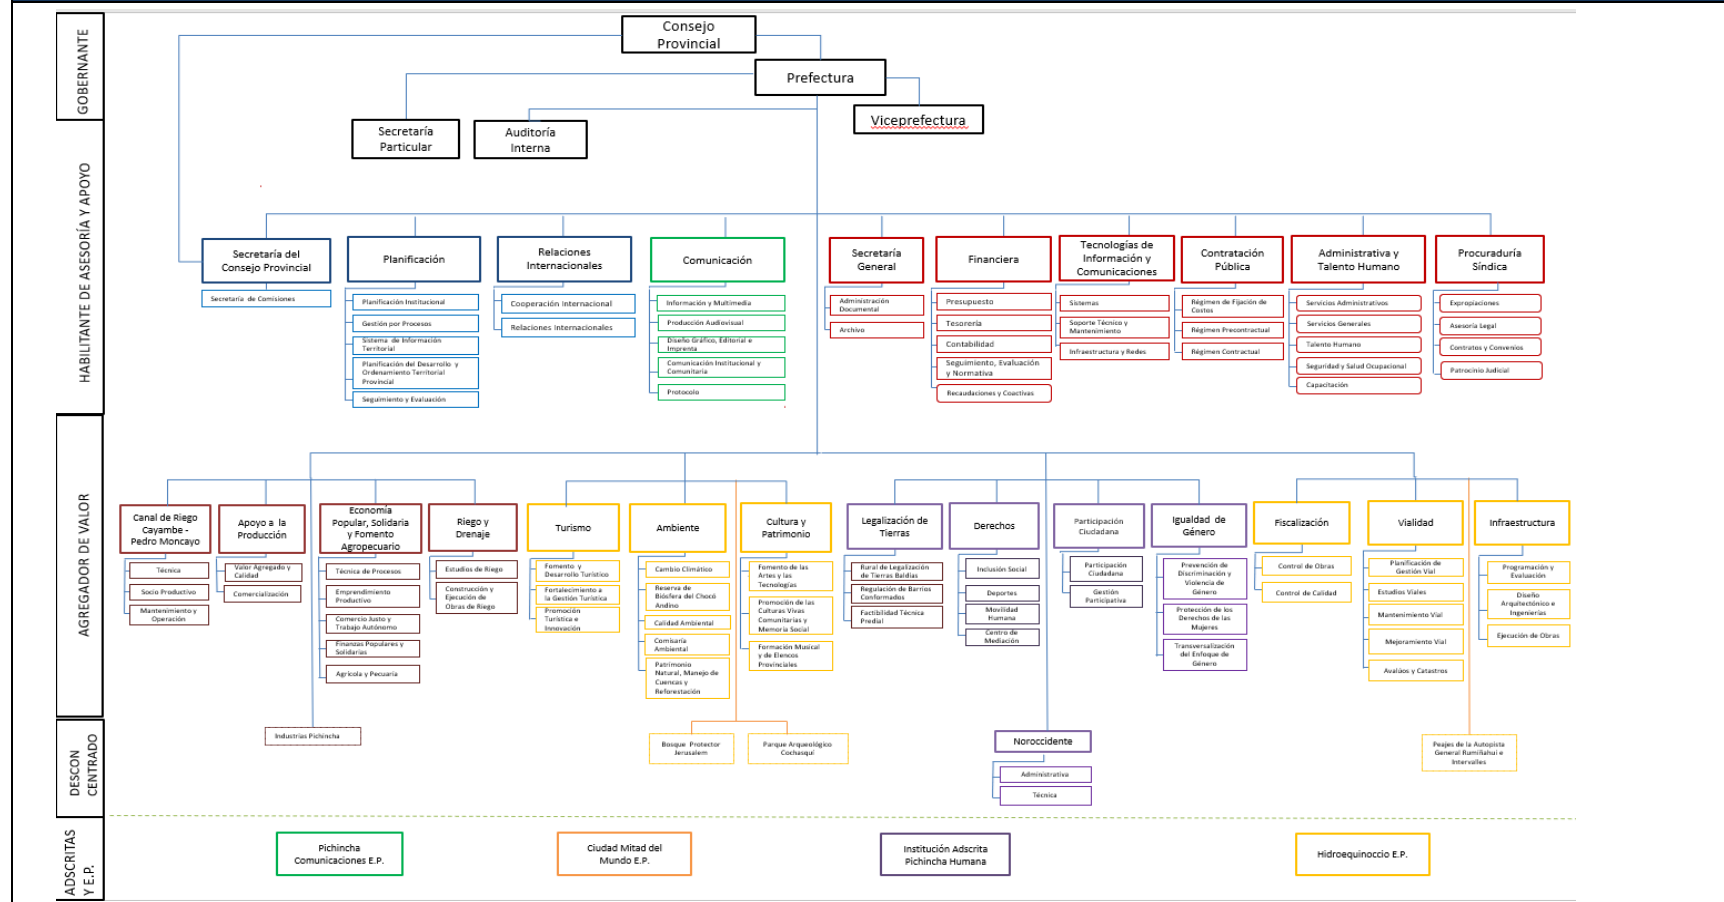 GOBERNANTE
Consejo
Provincial
Prefectura
Viceprefectura
Secretaría
Particular
Auditoría
Interna
HABILITANTE DE ASESORÍA Y APOYO
Secretaría del
Consejo Provincial
Secretaría de Comisiones
Planificación
Planificación Institucional
Gestión por Procesos
Sistema de Información
Territorial
Planificación del Desarrollo y
Ordenamiento Territorial
Provincial
Seguimiento y Evaluación
Relaciones
Internacionales
Cooperación Internacional
Relaciones Internacionales
Comunicación
Información y Multimedia
Producción Audiovisual
Diseño Gráfico, Editorial e
Imprenta
Comunicación Institucional y
Comunitaria
Protocolo
Secretaría
General
Administración
Documental
Archivo
Financiera
Presupuesto
Tesorería
Contabilidad
Seguimiento, Evaluación
y Normativa
Recaudaciones y Coactivas
Tecnologías de
Información y
Comunicaciones
Sistemas
Soporte Técnico y
Mantenimiento
Infraestructura y Redes
Contratación
Pública
Régimen de Fijación de
Costos
Régimen Precontractual
Régimen Contractual
Administrativa y
Talento Humano
Servicios Administrativos
Servicios Generales
Talento Humano
Seguridad y Salud Ocupacional
Capacitación
Procuraduría
Síndica
Expropiaciones
Asesoría Legal
Contratos y Convenios
Patrocinio Judicial
AGREGADOR DE VALOR
Canal de Riego
Cayambe -
Pedro Moncayo
Técnica
Socio Productivo
Mantenimiento y
Operación
Apoyo a la
Producción
Valor Agregado y
Calidad
Comercialización
Economía
Popular, Solidaria
y Fomento
Agropecuario
Técnica de Procesos
Emprendimiento
Productivo
Comercio Justo y
Trabajo Autónomo
Finanzas Populares y
Solidarias
Agrícola y Pecuaria
Riego y
Drenaje
Estudios de Riego
Construcción y
Ejecución de
Obras de Riego
Turismo
Fomento y
Desarrollo Turístico
Fortalecimiento a
la Gestión Turística
Promoción
Turística e
Innovación
Ambiente
Cambio Climático
Reserva de
Biósfera del Chocó
Andino
Calidad Ambiental
Comisaría
Ambiental
Patrimonio
Natural, Manejo de
Cuencas y
Reforestación
Cultura y
Patrimonio
Fomento de las
Artes y las
Tecnologías
Promoción de las
Culturas Vivas
Comunitarias y
Memoria Social
Formación Musical
y de Elencos
Provinciales
Legalización de
Tierras
Rural de Legalización
de Tierras Baldías
Regulación de Barrios
Conformados
Factibilidad Técnica
Predial
Derechos
Inclusión Social
Deportes
Movilidad
Humana
Centro de
Mediación
Participación
Ciudadana
Participación
Ciudadana
Gestión
Participativa
Igualdad de
Género
Prevención de
Discriminación y
Violencia de
Género
Protección de los
Derechos de las
Mujeres
Transversalización
del Enfoque de
Género
Fiscalización
Control de Obras
Control de Calidad
Vialidad
Planificación de
Gestión Vial
Estudios Viales
Mantenimiento Vial
Mejoramiento Vial
Avalúos y Catastros
Infraestructura
Programación y
Evaluación
Diseño
Arquitectónico e
Ingenierías
Ejecución de Obras
DESCON
CENTRADO
Industrias Pichincha
Bosque Protector
Jerusalem
Parque Arqueológico
Cochasquí
Noroccidente
Administrativa
Técnica
Peajes de la Autopista
General Rumiñahui e
Intervalles
ADSCRITAS
Y E.P.
Pichincha
Comunicaciones E.P.
Ciudad Mitad del
Mundo E.P.
Institución Adscrita
Pichincha Humana
Hidroequinoccio E.P.